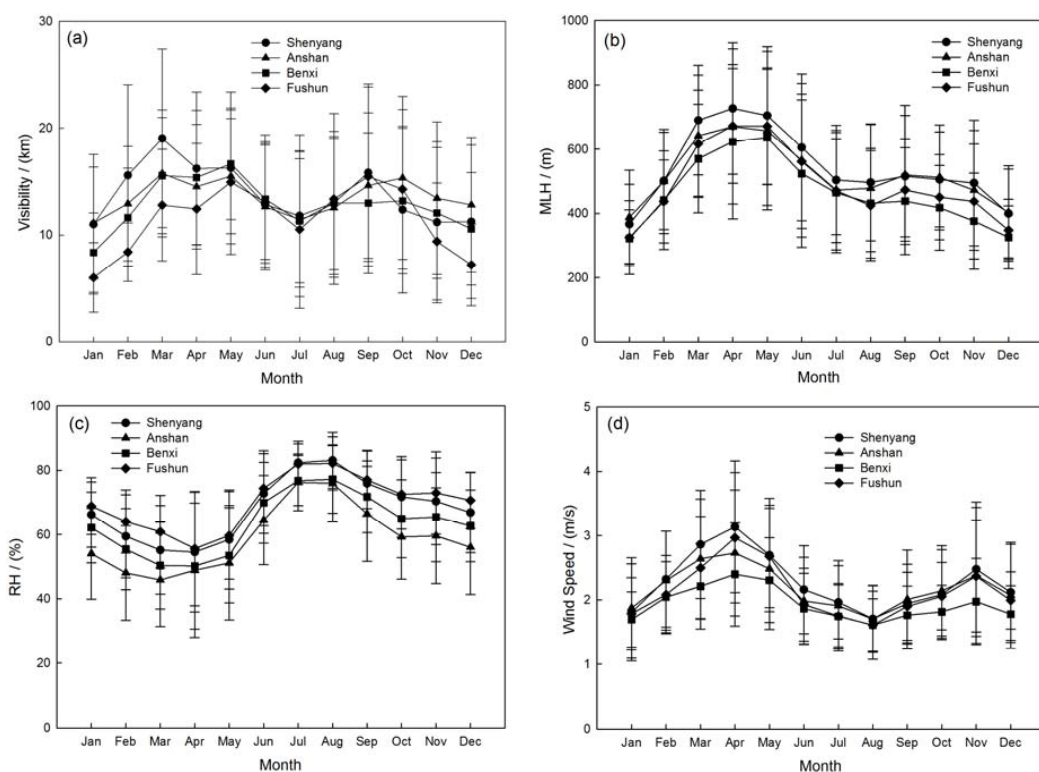 (a)
Shenyang
Anshan
Benxi
Fushun
30
20
10
0
Visibility / (km)
Jan Feb Mar Apr May Jun Jul Aug Sep Oct Nov Dec
Month
(b)
Shenyang
Anshan
Benxi
Fushun
1000
800
600
400
200
0
MLH / (m)
Jan Feb Mar Apr May Jun Jul Aug Sep Oct Nov Dec
Month
(c)
Shenyang
Anshan
Benxi
Fushun
100
80
60
40
20
0
RH / (%)
Jan Feb Mar Apr May Jun Jul Aug Sep Oct Nov Dec
Month
(d)
Shenyang
Anshan
Benxi
Fushun
5
4
3
2
1
0
Wind Speed / (m/s)
Jan Feb Mar Apr May Jun Jul Aug Sep Oct Nov Dec
Month